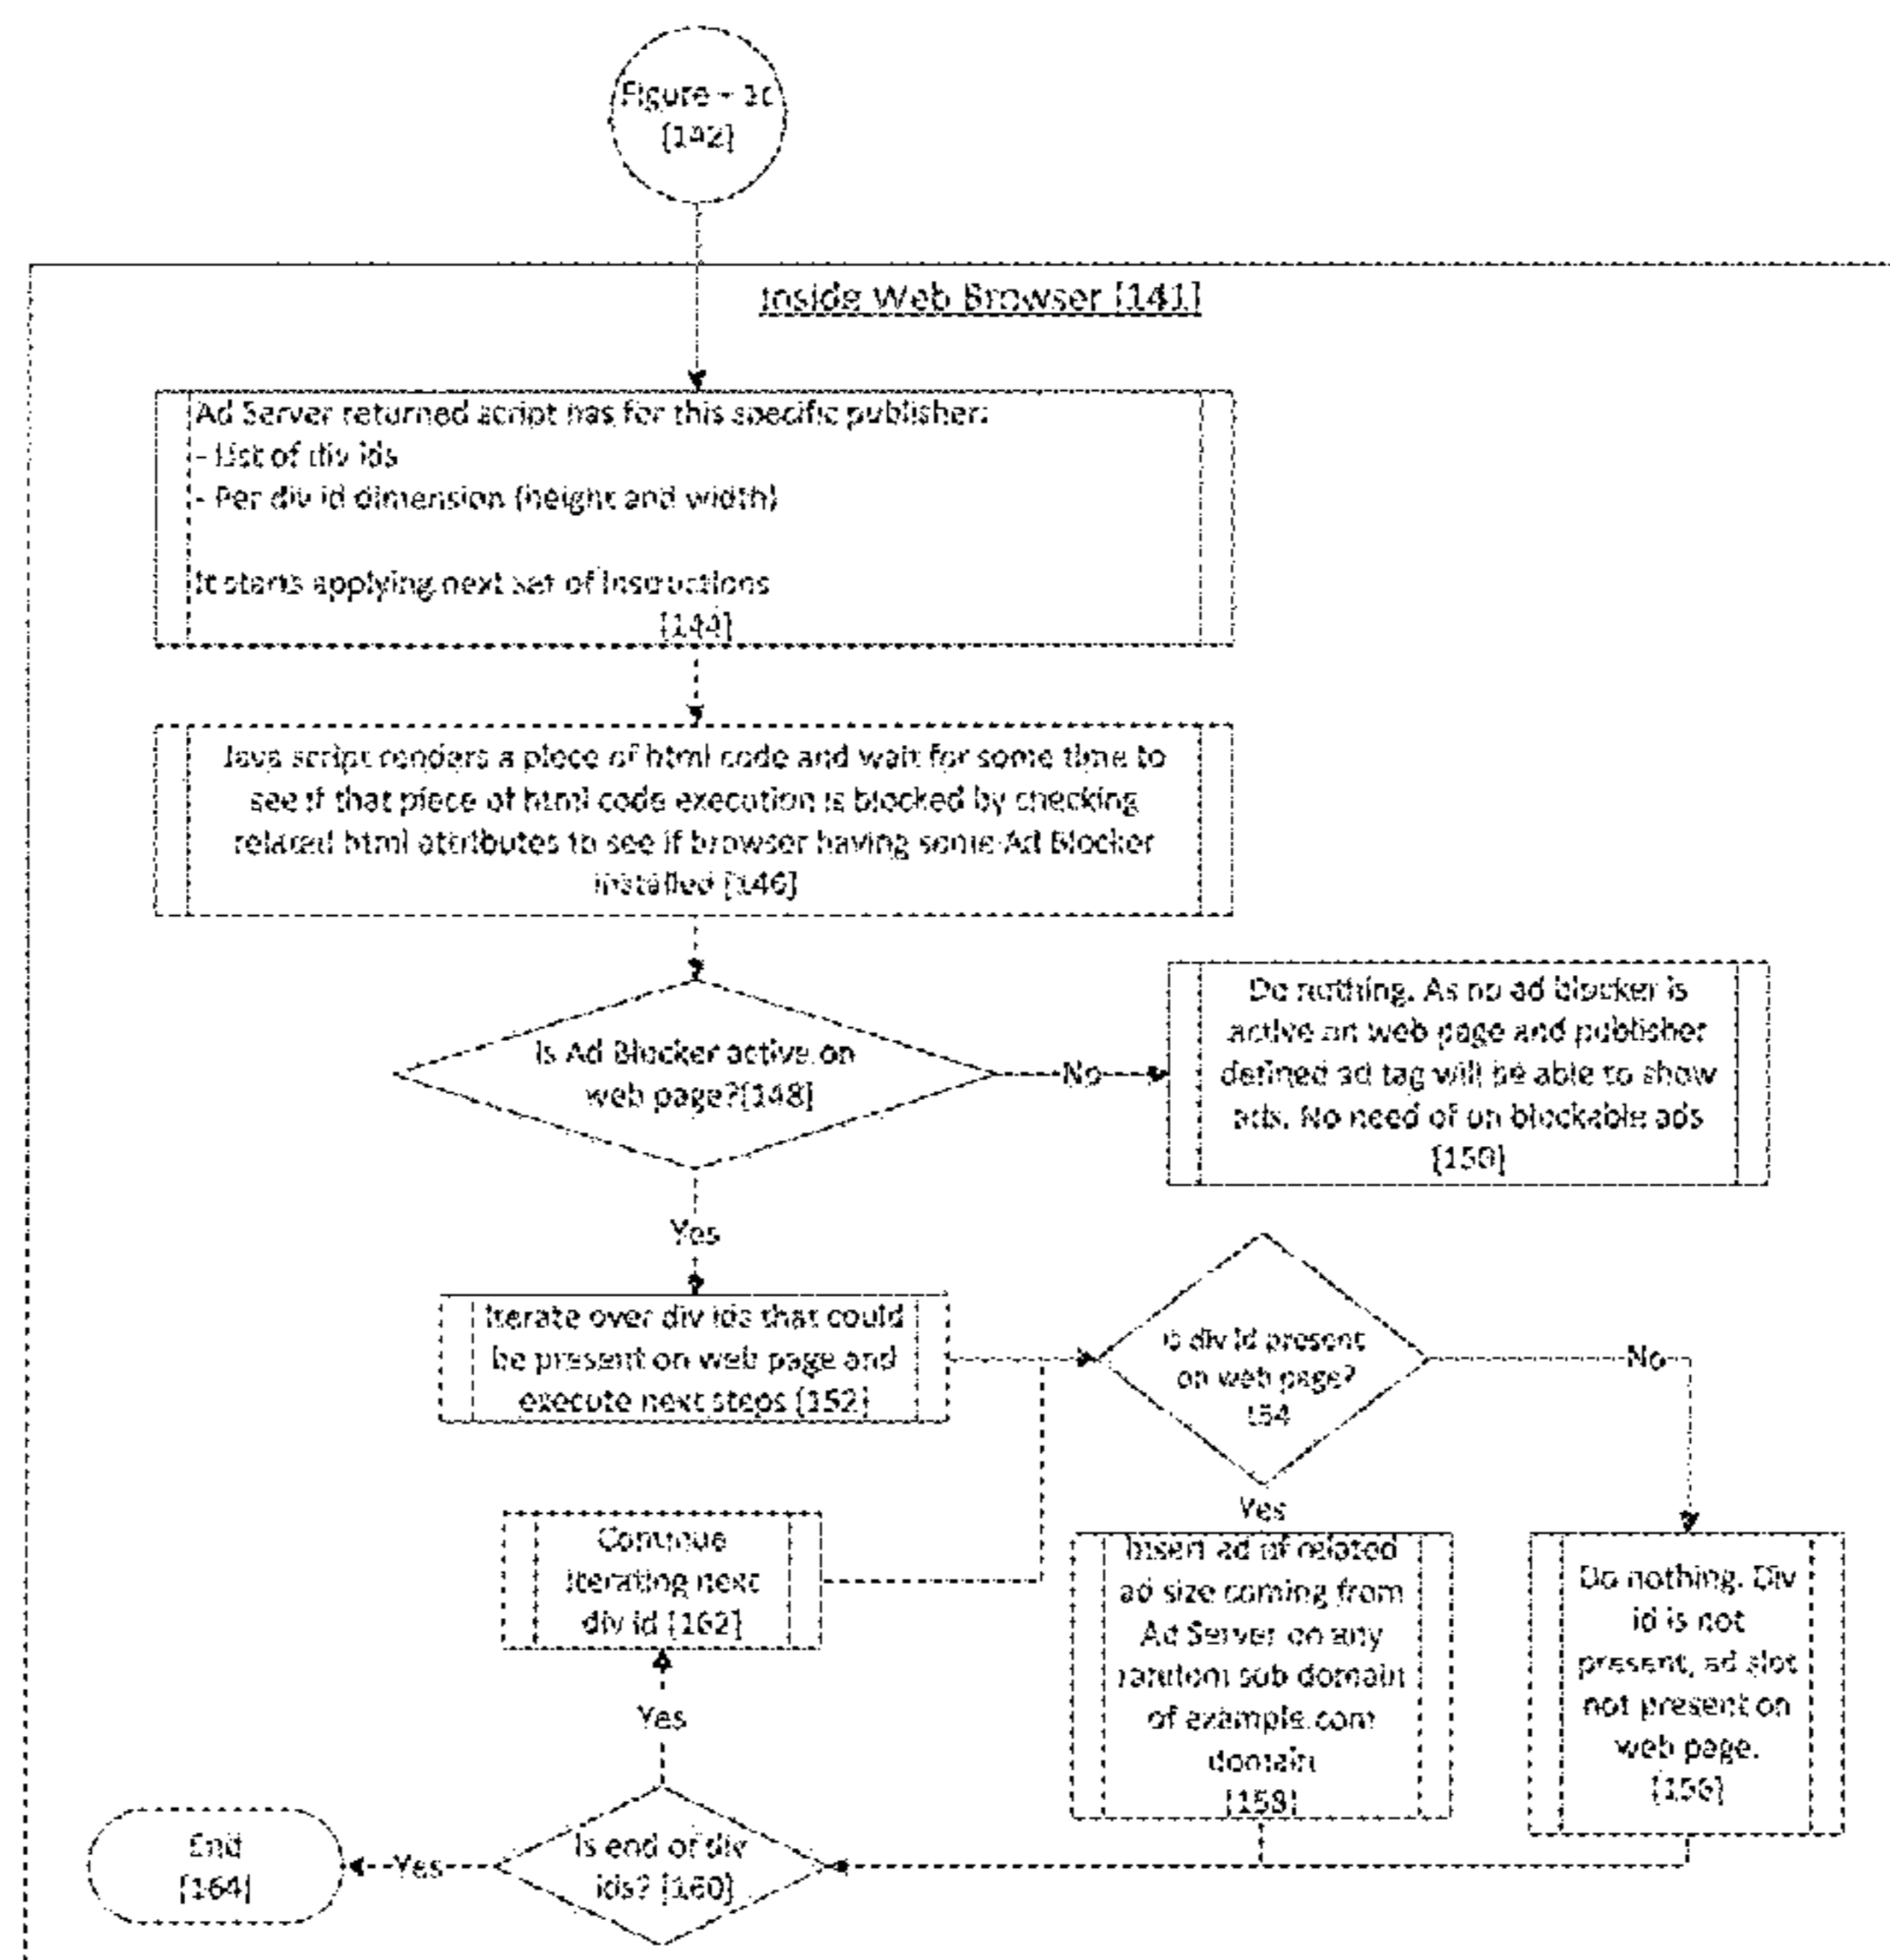 Figure – 1c
[142]
Inside Web Browser [141]
Ad Server returned script has for this specific publisher:
- List of div ids
- Per div id dimension (height and width)
It starts applying next set of instructions
[144]
Java script renders a piece of html code and wait for some time to
see if that piece of html code execution is blocked by checking
related html attributes to see if browser having some Ad Blocker
installed [146]
Is Ad Blocker active on
web page?[148]
No
Do nothing. As no ad blocker is
active on web page and publisher
defined ad tag will be able to show
ads. No need of un blockable ads
[150]
Yes
Iterate over div ids that could
be present on web page and
execute next steps [152]
Is div id present
on web page?
154
No
Yes
Continue
iterating next
div id [162]
Insert ad of related
ad size coming from
Ad Server on any
random sub domain
of example.com
domain
[158]
Do nothing. Div
id is not
present, ad slot
not present on
web page.
[156]
Yes
Is end of div
ids? [160]
Yes
End
[164]